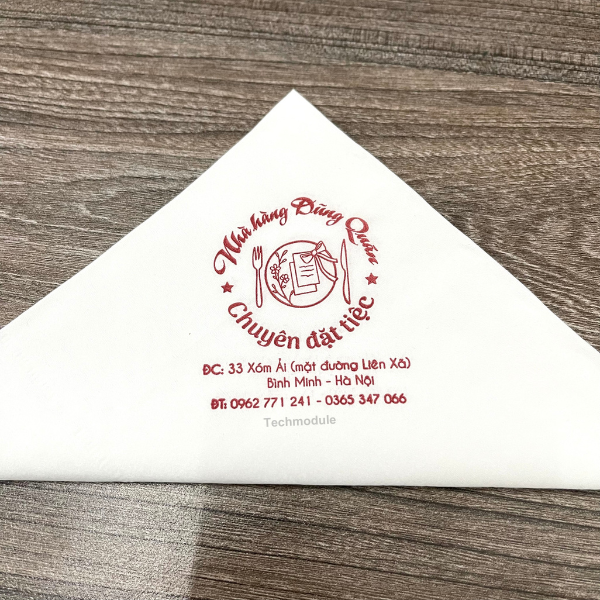 Nhà hàng Dũng Quán
Chuyên đặt tiệc
ĐC: 33 Xóm Ải (mặt đường Liên Xã)
Bình Minh - Hà Nội
ĐT: 0962 771 241 - 0365 347 066
Techmodule